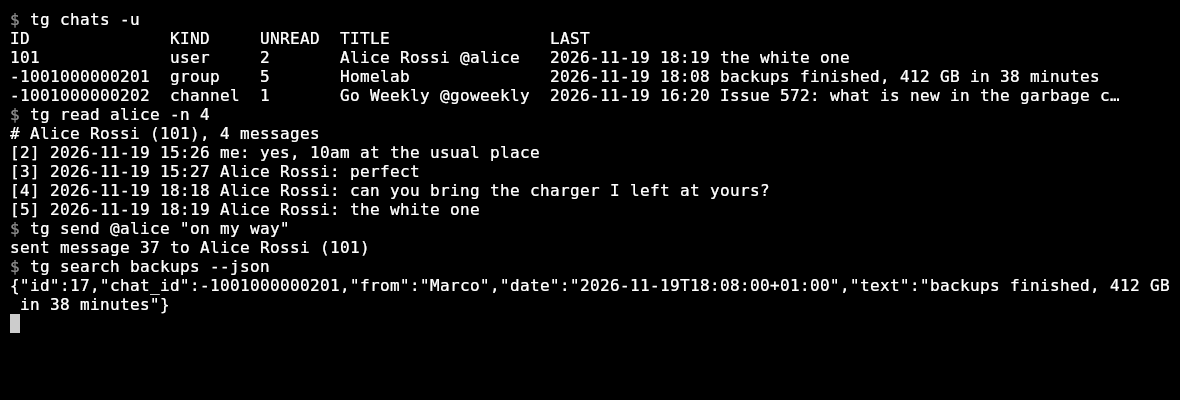 $ tg chats -u
ID              KIND     UNREAD  TITLE                LAST
101             user     2       Alice Rossi @alice   2026-11-19 18:19 the white one
-1001000000201  group    5       Homelab              2026-11-19 18:08 backups finished, 412 GB in 38 minutes
-1001000000202  channel  1       Go Weekly @goweekly  2026-11-19 16:20 Issue 572: what is new in the garbage c…
$ tg read alice -n 4
# Alice Rossi (101), 4 messages
[2] 2026-11-19 15:26 me: yes, 10am at the usual place
[3] 2026-11-19 15:27 Alice Rossi: perfect
[4] 2026-11-19 18:18 Alice Rossi: can you bring the charger I left at yours?
[5] 2026-11-19 18:19 Alice Rossi: the white one
$ tg send @alice "on my way"
sent message 37 to Alice Rossi (101)
$ tg search backups --json
{"id":17,"chat_id":-1001000000201,"from":"Marco","date":"2026-11-19T18:08:00+01:00","text":"backups finished, 412 GB
 in 38 minutes"}